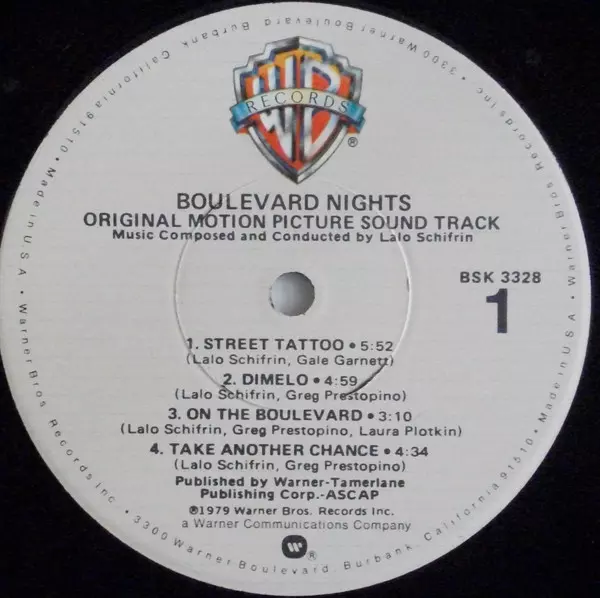 WB
RECORDS
®
BOULEVARD NIGHTS
ORIGINAL MOTION PICTURE SOUND TRACK
Music Composed and Conducted by Lalo Schifrin
BSK 3328
1
1. STREET TATTOO • 5:52
(Lalo Schifrin, Gale Garnett)
2. DIMELO • 4:59
(Lalo Schifrin, Greg Prestopino)
3. ON THE BOULEVARD • 3:10
(Lalo Schifrin, Greg Prestopino, Laura Plotkin)
4. TAKE ANOTHER CHANCE • 4:34
(Lalo Schifrin, Greg Prestopino)
Published by Warner-Tamerlane
Publishing Corp.-ASCAP
℗1979 Warner Bros. Records Inc.
a Warner Communications Company
W ®
Warner Bros. Records Inc. • 3300 Warner Boulevard, Burbank, California 91510 • Made in U.S.A. • Warner Bros. Records Inc. • 3300 Warner Boulevard, Burbank, California 91510 • Made in U.S.A. •